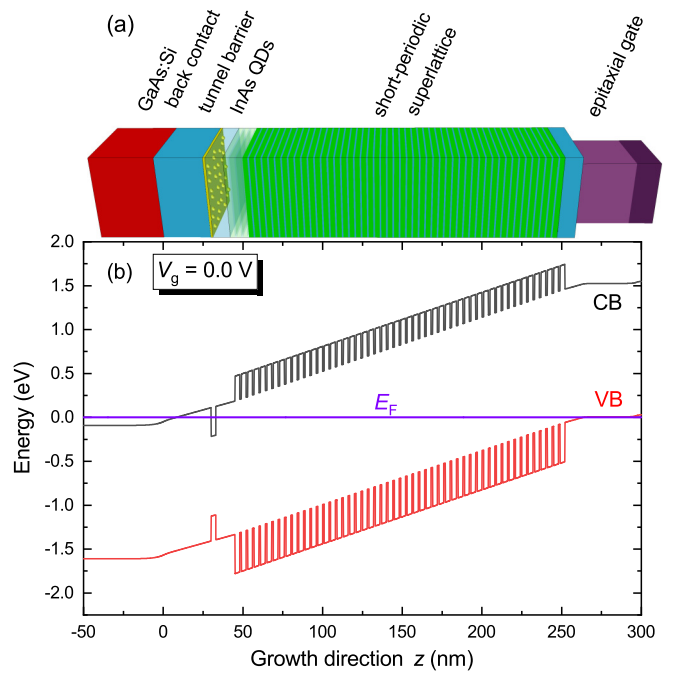 (a)
GaAs:Si
back contact
tunnel barrier
InAs QDs
short-periodic
superlattice
epitaxial gate
(b)
Vg = 0.0 V
CB
EF
VB
Energy (eV)
2.0
1.5
1.0
0.5
0.0
-0.5
-1.0
-1.5
-2.0
-50 0 50 100 150 200 250 300
Growth direction z (nm)